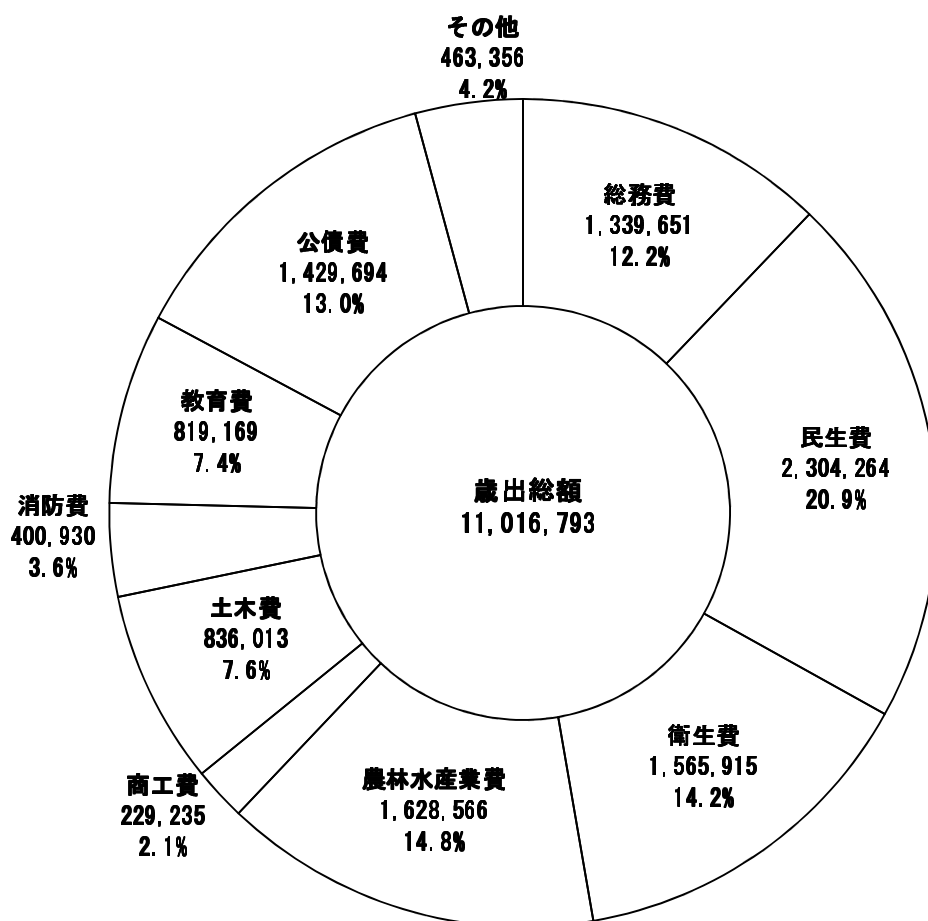 その他
463,356
4.2%
総務費
1,339,651
12.2%
民生費
2,304,264
20.9%
衛生費
1,565,915
14.2%
農林水産業費
1,628,566
14.8%
商工費
229,235
2.1%
土木費
836,013
7.6%
消防費
400,930
3.6%
教育費
819,169
7.4%
公債費
1,429,694
13.0%
歳出総額
11,016,793